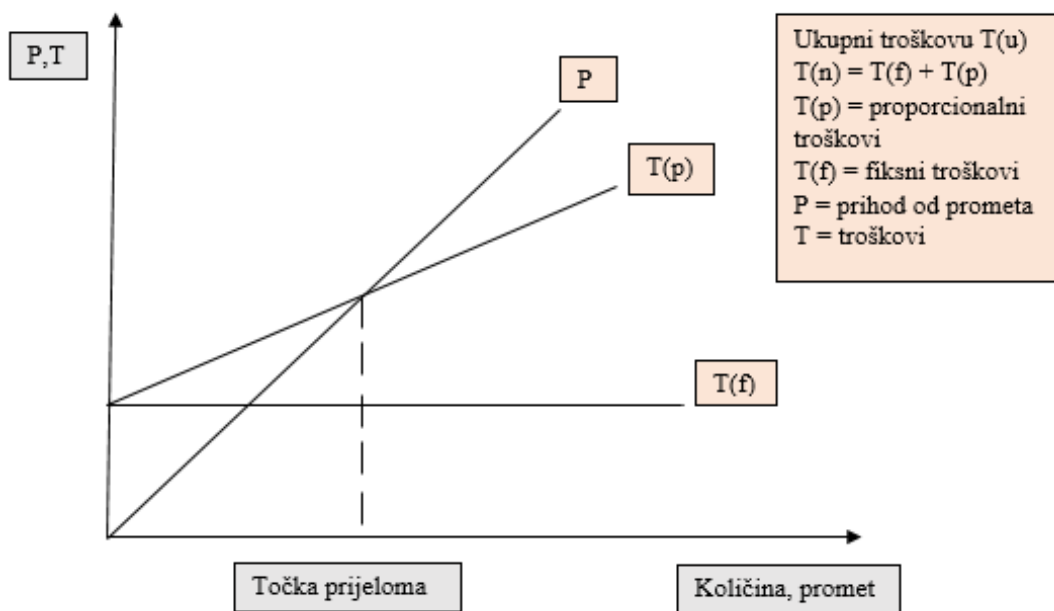 P,T
P
T(p)
T(f)
Točka prijeloma
Količina, promet
Ukupni troškovu T(u)
T(n) = T(f) + T(p)
T(p) = proporcionalni
troškovi
T(f) = fiksni troškovi
P = prihod od prometa
T = troškovi